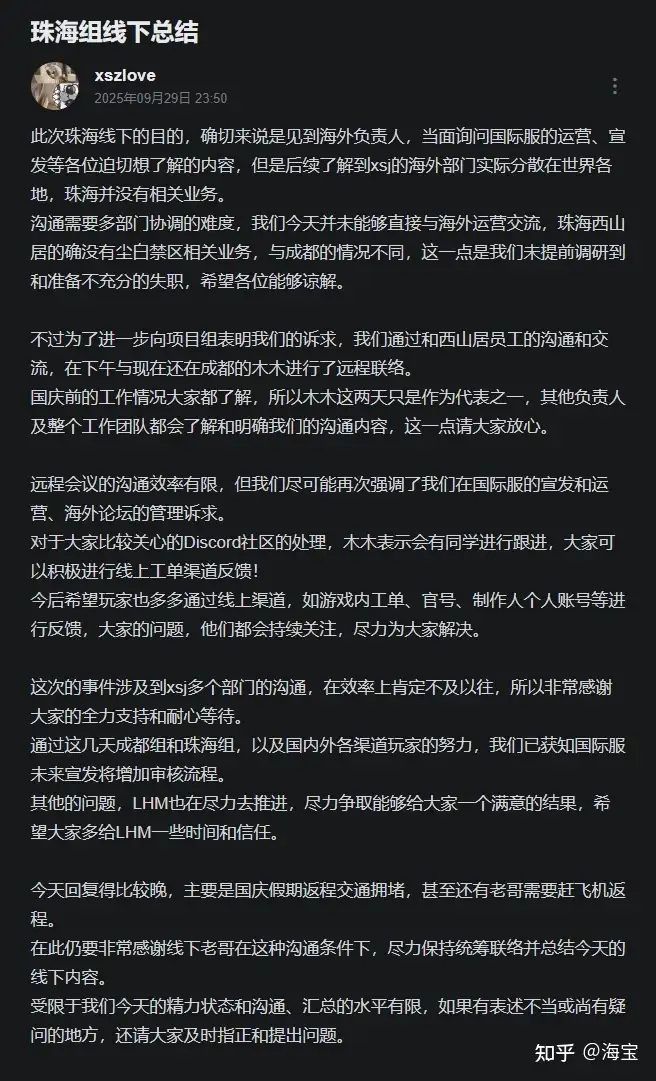 珠海组线下总结
xszlove
2025年09月29日 23:50
此次珠海线下的目的，确切来说是见到海外负责人，当面询问国际服的运营、宣
发等各位迫切想了解的内容，但是后续了解到xsj的海外部门实际分散在世界各
地，珠海并没有相关业务。
沟通需要多部门协调的难度，我们今天并未能够直接与海外运营交流，珠海西山
居的确没有尘白禁区相关业务，与成都的情况不同，这一点是我们未提前调研到
和准备不充分的失职，希望各位能够谅解。
不过为了进一步向项目组表明我们的诉求，我们通过和西山居员工的沟通和交
流，在下午与现在还在成都的木木进行了远程联络。
国庆前的工作情况大家都了解，所以木木这两天只是作为代表之一，其他负责人
及整个工作团队都会了解和明确我们的沟通内容，这一点请大家放心。
远程会议的沟通效率有限，但我们尽可能再次强调了我们在国际服的宣发和运
营、海外论坛的管理诉求。
对于大家比较关心的Discord社区的处理，木木表示会有同学进行跟进，大家可
以积极进行线上工单渠道反馈！
今后希望玩家也多多通过线上渠道，如游戏内工单、官号、制作人个人账号等进
行反馈，大家的问题，他们都会持续关注，尽力为大家解决。
这次的事件涉及到xsj多个部门的沟通，在效率上肯定不及以往，所以非常感谢
大家的全力支持和耐心等待。
通过这几天成都组和珠海组，以及国内外各渠道玩家的努力，我们已获知国际服
未来宣发将增加审核流程。
其他的问题，LHM也在尽力去推进，尽力争取能够给大家一个满意的结果，希
望大家多给LHM一些时间和信任。
今天回复得比较晚，主要是国庆假期返程交通拥堵，甚至还有老哥需要赶飞机返
程。
在此仍要非常感谢线下老哥在这种沟通条件下，尽力保持统筹联络并总结今天的
线下内容。
受限于我们今天的精力状态和沟通、汇总的水平有限，如果有表述不当或尚有疑
问的地方，还请大家及时指正和提出问题。
知乎 @海宝